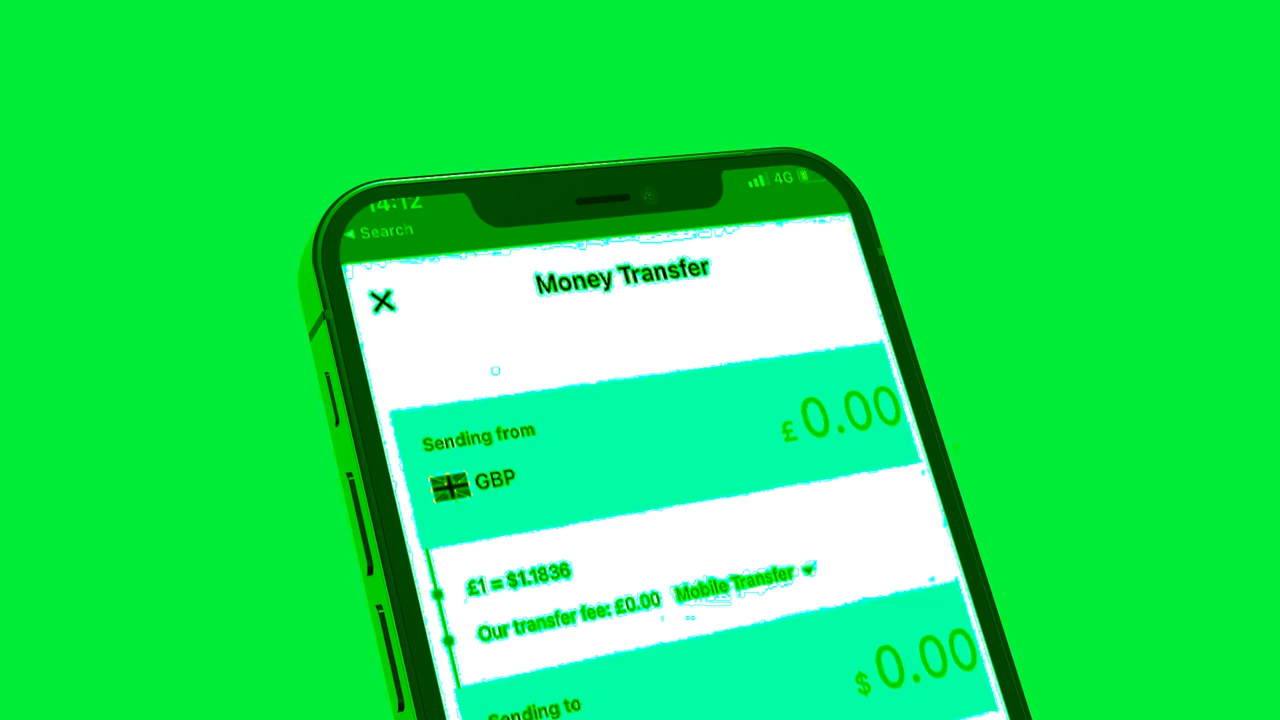 14:12
4G
Search
Money Transfer
Sending from
£0.00
GBP
£1 = $1.1836
Our transfer fee: £0.00 Mobile Transfer
$0.00
Sending to